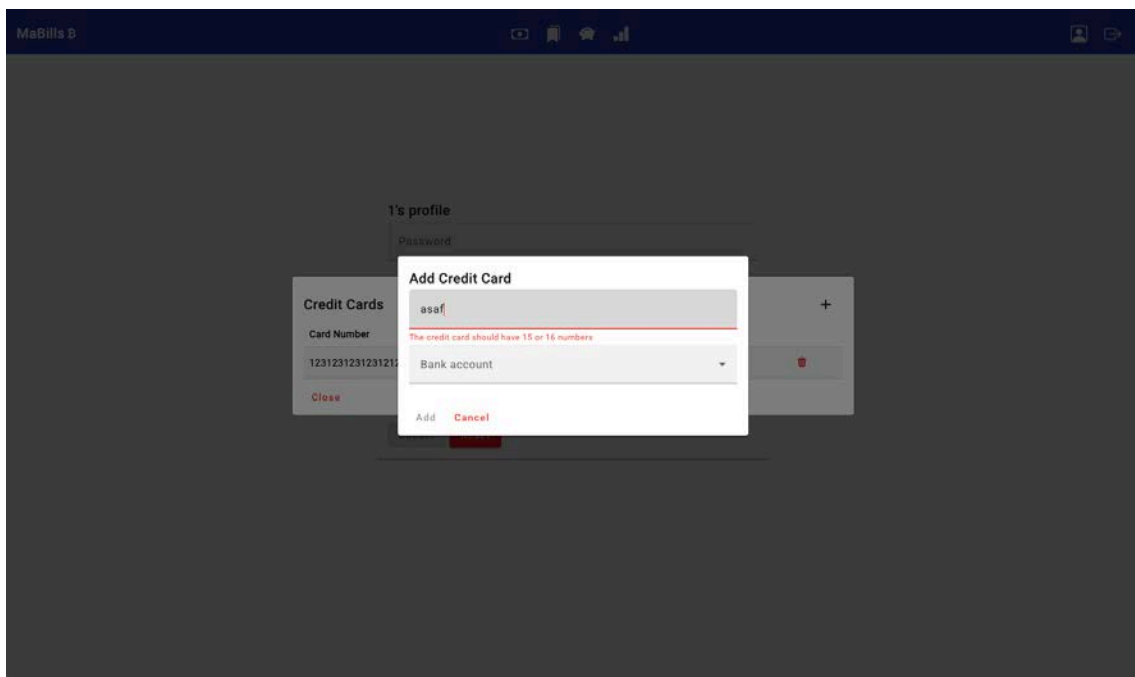 MaBills ₿
1's profile
Password
Add Credit Card
Credit Cards
+
asaf
The credit card should have 15 or 16 numbers
Card Number
Bank account
Close
Add Cancel